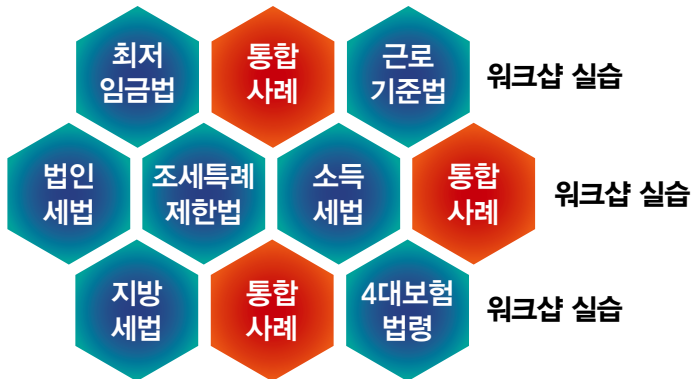 최저
임금법
통합
사례
근로
기준법
워크샵 실습
법인
세법
조세특례
제한법
소득
세법
통합
사례
워크샵 실습
지방
세법
통합
사례
4대보험
법령
워크샵 실습